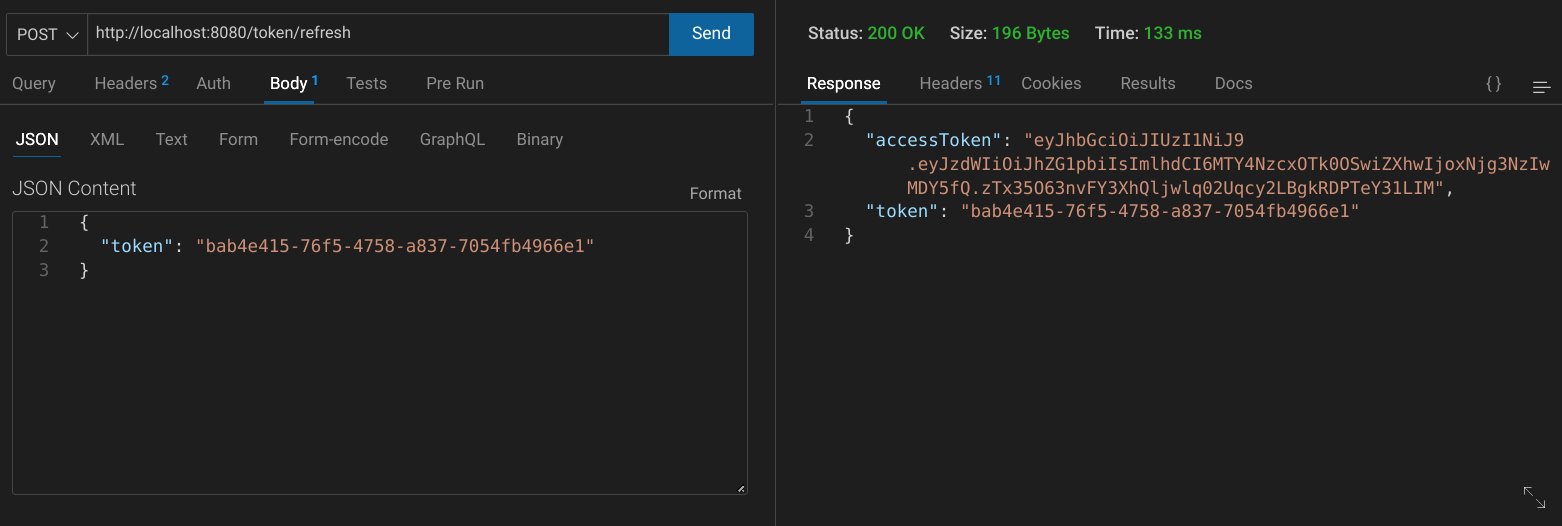 POST http://localhost:8080/token/refresh Send
Query Headers 2 Auth Body 1 Tests Pre Run
JSON XML Text Form Form-encode GraphQL Binary
JSON Content Format
1 {
2 "token": "bab4e415-76f5-4758-a837-7054fb4966e1"
3 }
Status: 200 OK Size: 196 Bytes Time: 133 ms
Response Headers 11 Cookies Results Docs {}
1 {
2 "accessToken": "eyJhbGciOiJIUzI1NiJ9
.eyJzdWIiOiJhZG1pbiIsImlhdCI6MTY4NzcxOTk0OSwiZXhwIjoxNjg3NzIw
MDY5fQ.zTx35O63nvFY3XhQljwlq02Uqcy2LBgkRDPTeY31LIM",
3 "token": "bab4e415-76f5-4758-a837-7054fb4966e1"
4 }